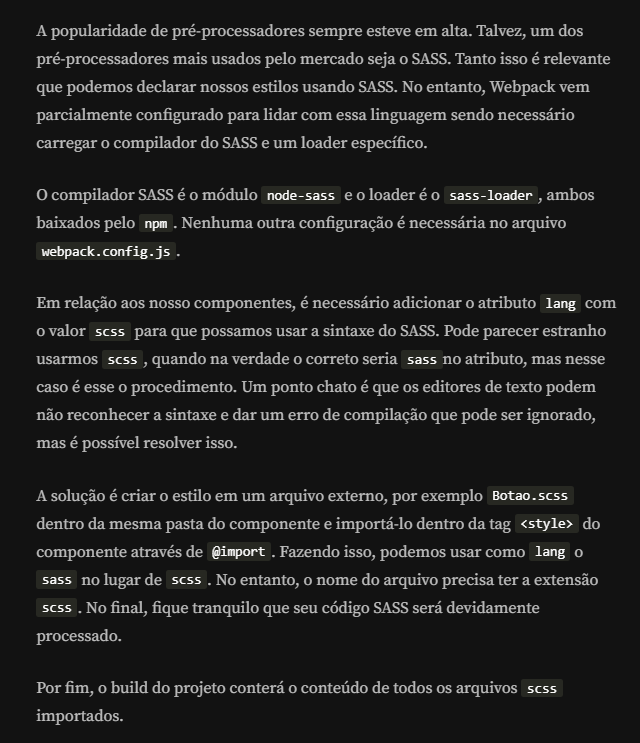 A popularidade de pré-processadores sempre esteve em alta. Talvez, um dos
pré-processadores mais usados pelo mercado seja o SASS. Tanto isso é relevante
que podemos declarar nossos estilos usando SASS. No entanto, Webpack vem
parcialmente configurado para lidar com essa linguagem sendo necessário
carregar o compilador do SASS e um loader específico.
O compilador SASS é o módulo node-sass e o loader é o sass-loader, ambos
baixados pelo npm. Nenhuma outra configuração é necessária no arquivo
webpack.config.js.
Em relação aos nosso componentes, é necessário adicionar o atributo lang com
o valor scss para que possamos usar a sintaxe do SASS. Pode parecer estranho
usarmos scss, quando na verdade o correto seria sass no atributo, mas nesse
caso é esse o procedimento. Um ponto chato é que os editores de texto podem
não reconhecer a sintaxe e dar um erro de compilação que pode ser ignorado,
mas é possível resolver isso.
A solução é criar o estilo em um arquivo externo, por exemplo Botao.scss
dentro da mesma pasta do componente e importá-lo dentro da tag <style> do
componente através de @import. Fazendo isso, podemos usar como lang o
sass no lugar de scss. No entanto, o nome do arquivo precisa ter a extensão
scss. No final, fique tranquilo que seu código SASS será devidamente
processado.
Por fim, o build do projeto conterá o conteúdo de todos os arquivos scss
importados.